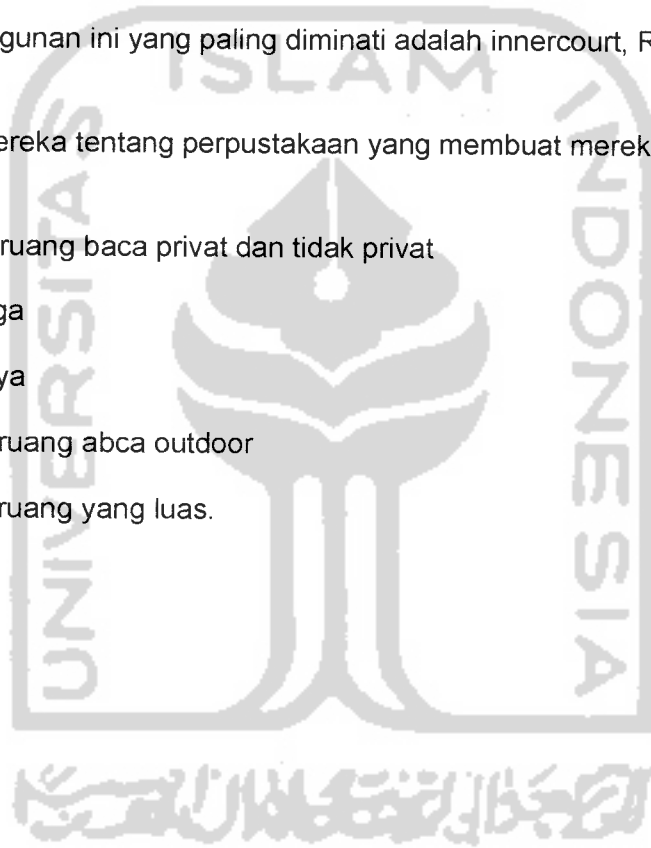 gunan ini yang paling diminati adalah innercourt, R
ISLAM
ereka tentang perpustakaan yang membuat merek
ruang baca privat dan tidak privat
ga
ya
ruang abca outdoor
ruang yang luas.
UNIVERSITAS
INDONESIA